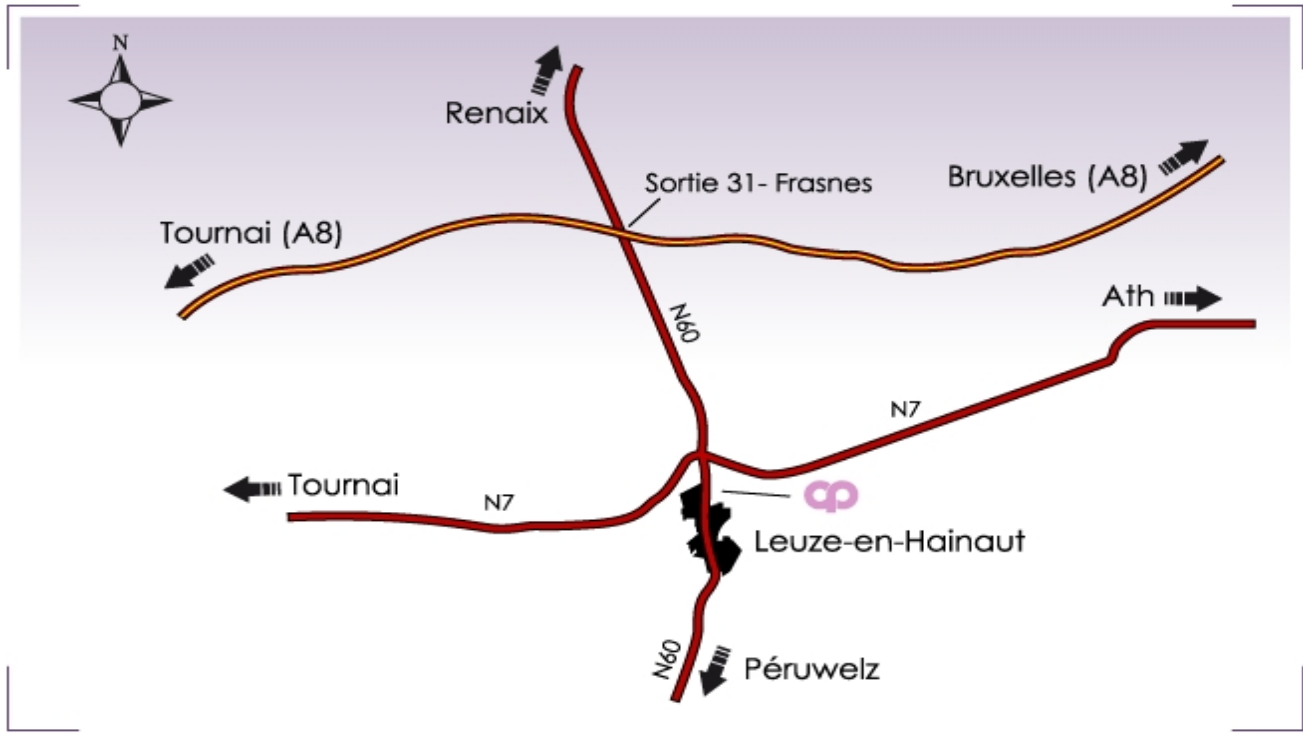 N
Renaix
Sortie 31- Frasnes
Bruxelles (A8)
Tournai (A8)
Ath
N60
N7
Tournai
N7
Leuze-en-Hainaut
N60
Péruwelz